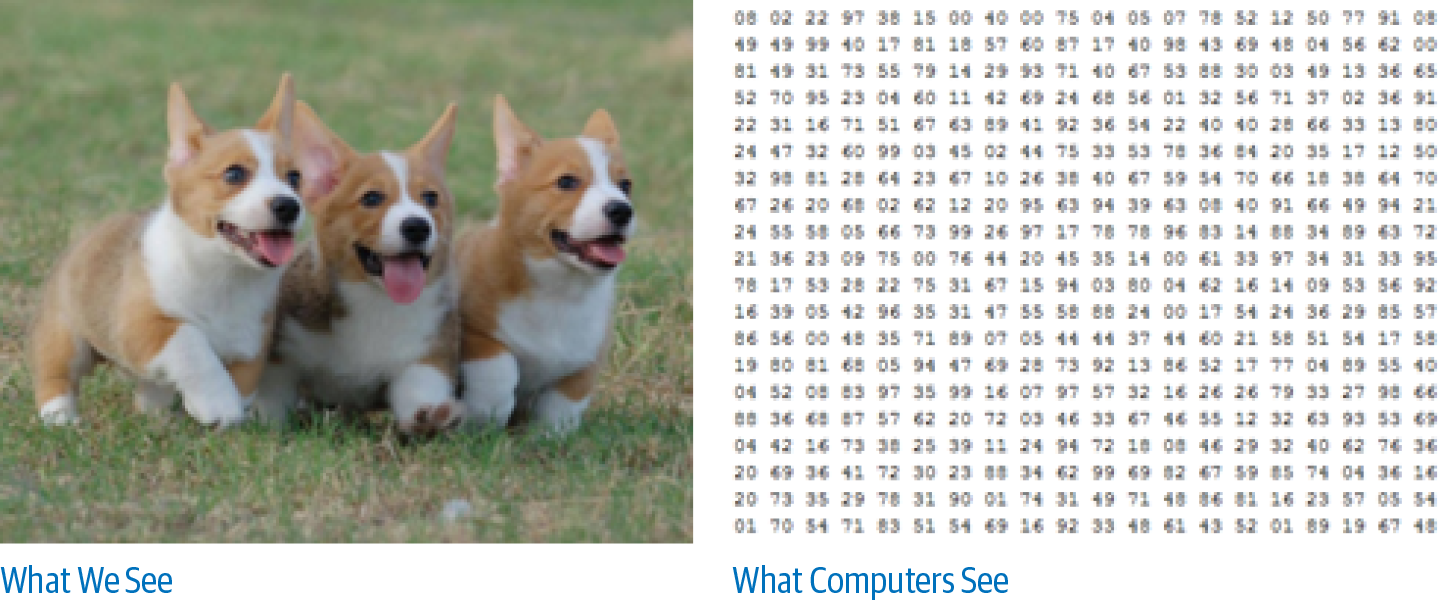 08 02 22 97 38 15 00 40 00 75 04 05 07 78 52 12 50 77 91 08
49 49 99 40 17 81 18 57 60 87 17 40 98 43 69 48 04 56 62 00
81 49 31 73 55 79 14 29 93 71 40 67 53 88 30 03 49 13 36 65
52 70 95 23 04 60 11 42 69 24 68 56 01 32 56 71 37 02 36 91
22 31 16 71 51 67 63 89 41 92 36 54 22 40 40 28 66 33 13 80
24 47 32 60 99 03 45 02 44 75 33 53 78 36 84 20 35 17 12 50
32 98 81 28 64 23 67 10 26 38 40 67 59 54 70 66 18 38 64 70
67 26 20 68 02 62 12 20 95 63 94 39 63 08 40 91 66 49 94 21
24 55 58 05 66 73 99 26 97 17 78 78 96 83 14 88 34 89 63 72
21 36 23 09 75 00 76 44 20 45 35 14 00 61 33 97 34 31 33 95
78 17 53 28 22 75 31 67 15 94 03 80 04 62 16 14 09 53 56 92
16 39 05 42 96 35 31 47 55 58 88 24 00 17 54 24 36 29 85 57
86 56 00 48 35 71 89 07 05 44 44 37 44 60 21 58 51 54 17 58
19 80 81 68 05 94 47 69 28 73 92 13 86 52 17 77 04 89 55 40
04 52 08 83 97 35 99 16 07 97 57 32 16 26 26 79 33 27 98 66
88 36 68 87 57 62 20 72 03 46 33 67 46 55 12 32 63 93 53 69
04 42 16 73 38 25 39 11 24 94 72 18 08 46 29 32 40 62 76 36
20 69 36 41 72 30 23 88 34 62 99 69 82 67 59 85 74 04 36 16
20 73 35 29 78 31 90 01 74 31 49 71 48 86 81 16 23 57 05 54
01 70 54 71 83 51 54 69 16 92 33 48 61 43 52 01 89 19 67 48
What We See
What Computers See